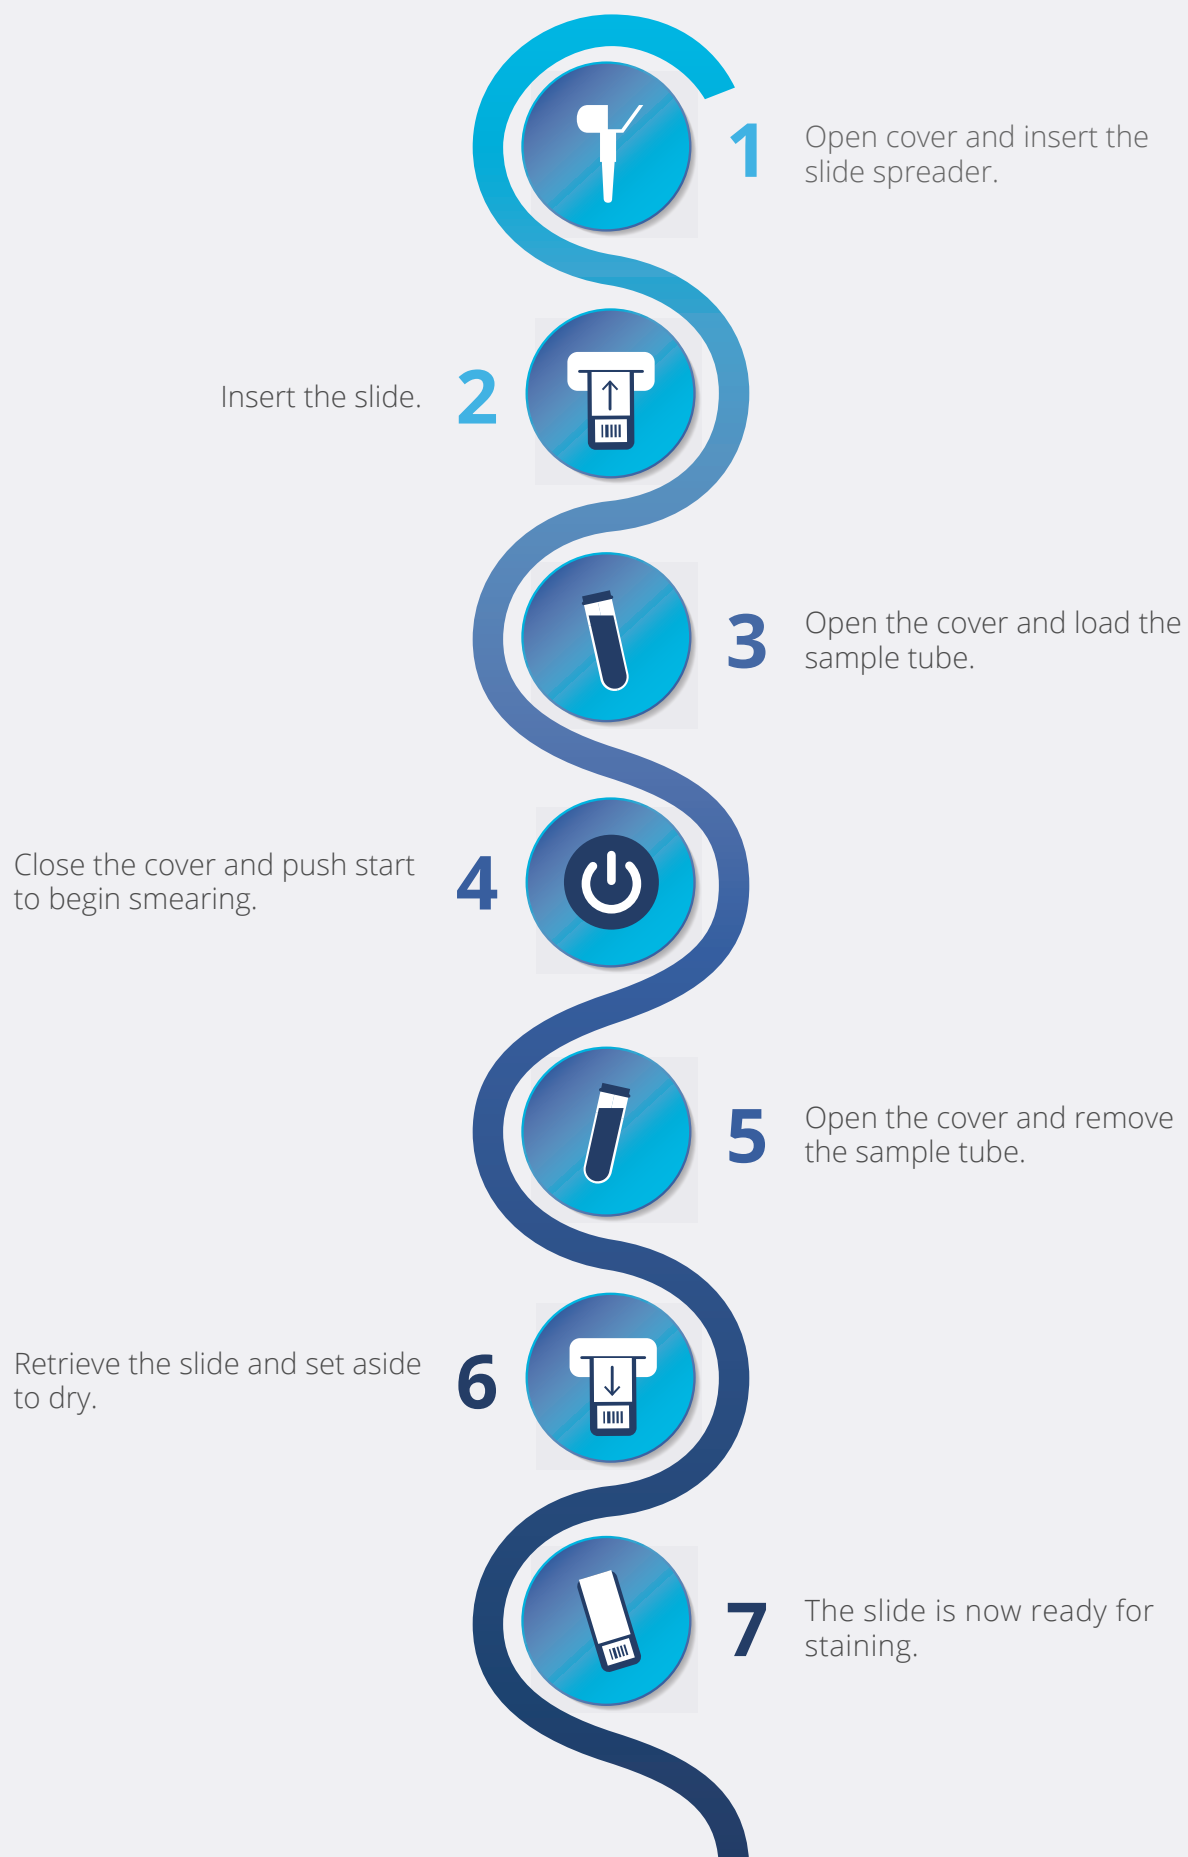 1
Open cover and insert the
slide spreader.
2
Insert the slide.
3
Open the cover and load the
sample tube.
4
Close the cover and push start
to begin smearing.
5
Open the cover and remove
the sample tube.
6
Retrieve the slide and set aside
to dry.
7
The slide is now ready for
staining.